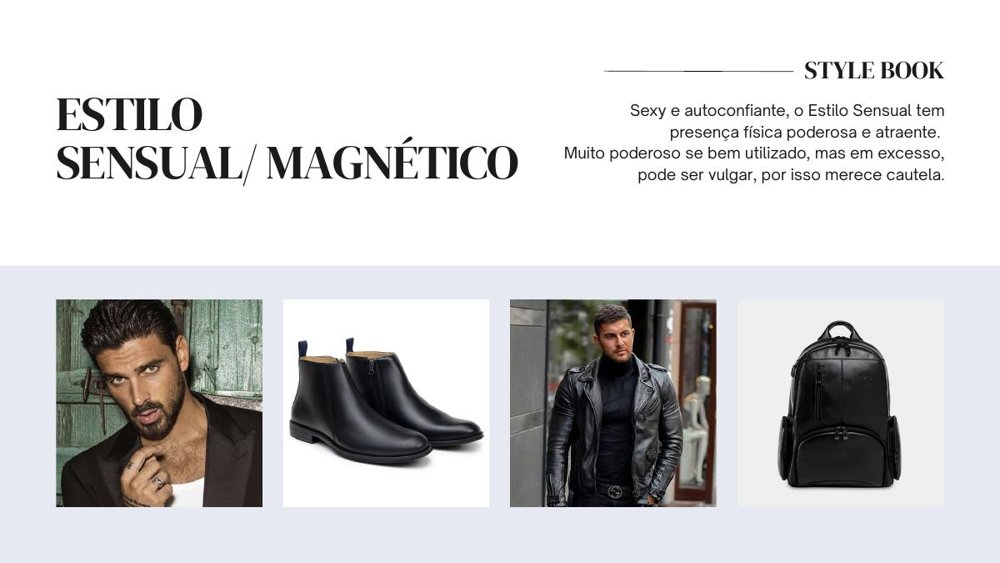 STYLE BOOK
ESTILO
SENSUAL/ MAGNÉTICO
Sexy e autoconfiante, o Estilo Sensual tem
presença física poderosa e atraente.
Muito poderoso se bem utilizado, mas em excesso,
pode ser vulgar, por isso merece cautela.